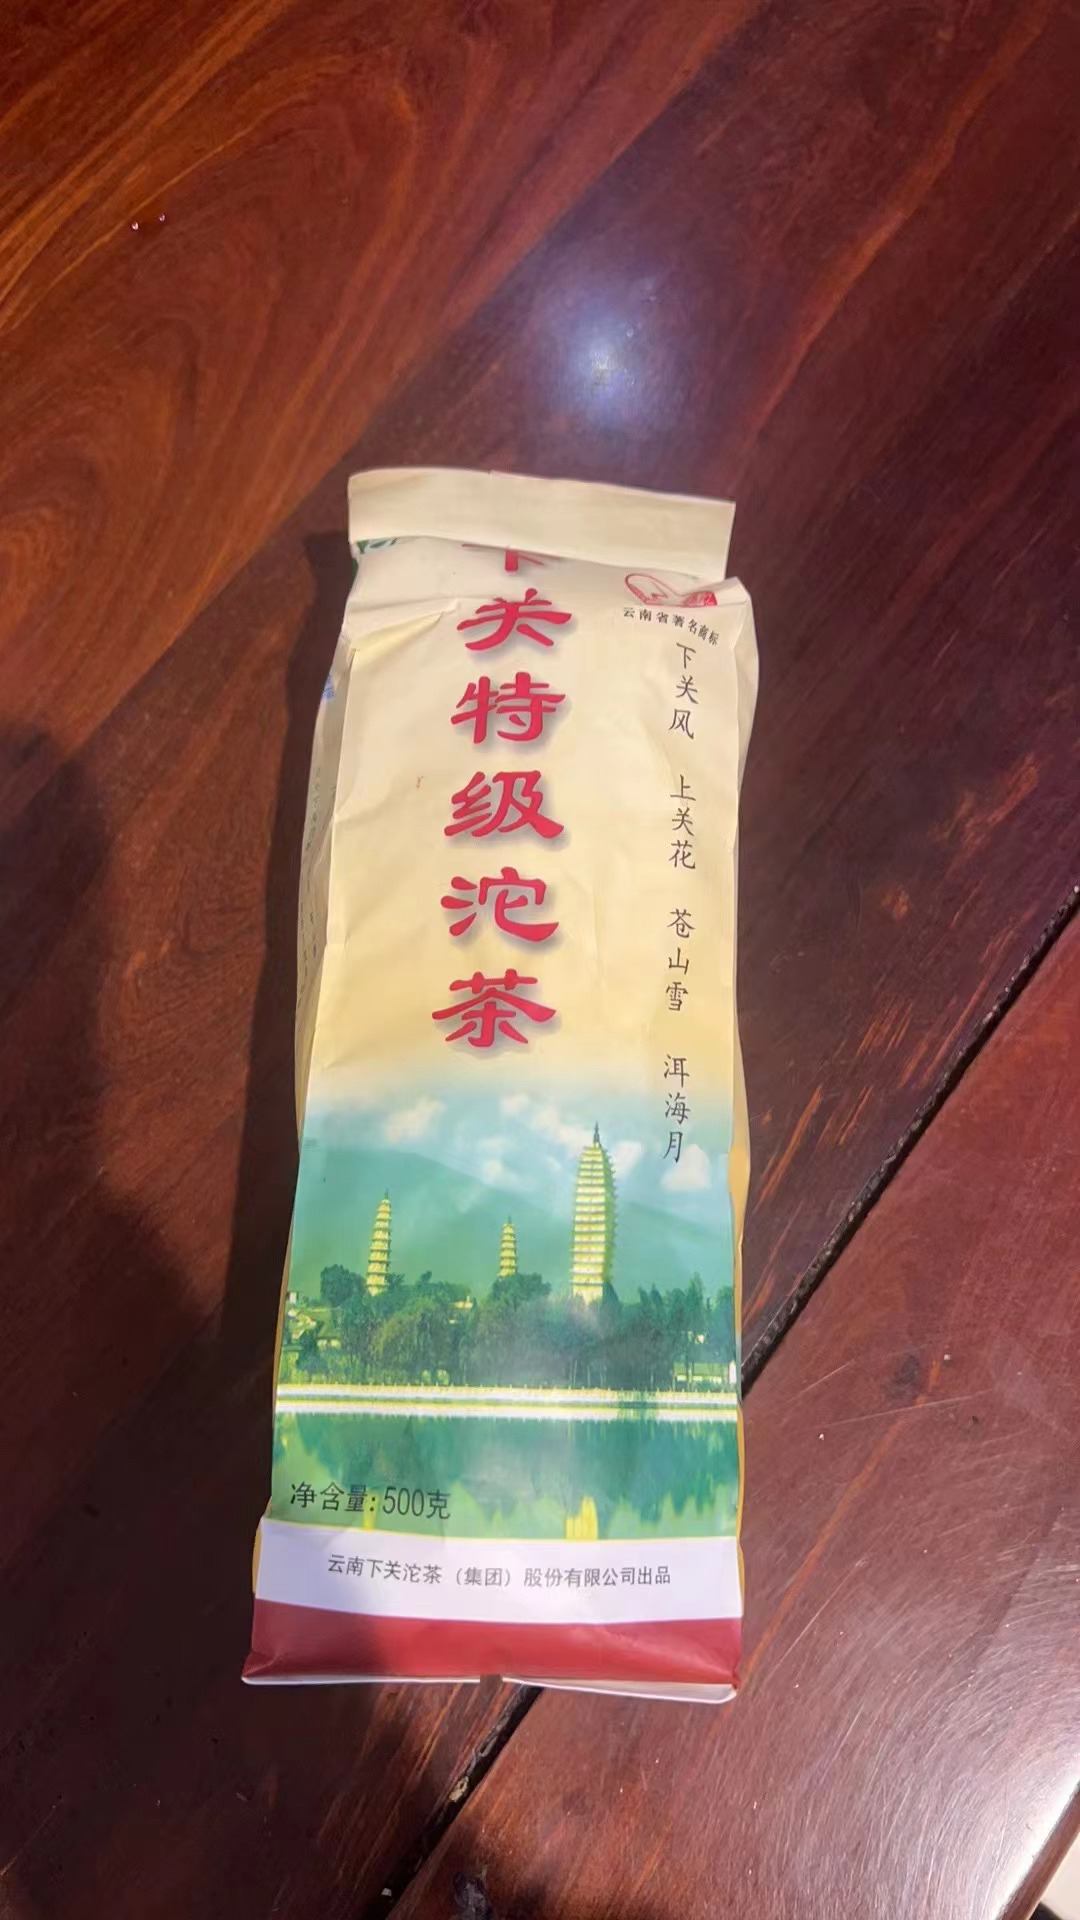 下关特级沱茶
云南省著名商标
下关风 上关花 苍山雪 洱海月
净含量:500克
云南下关沱茶（集团）股份有限公司出品